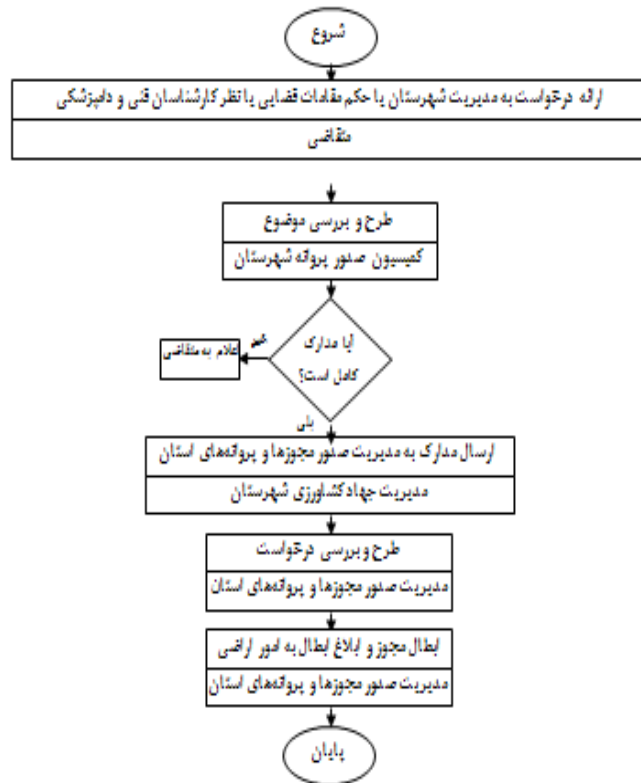 شروع
ارائه درخواست به مدیریت شهرستان یا حکم مقامات قضایی یا نظر کارشناسان فنی و دامپزشکی
متقاضی
طرح و بررسی موضوع
کمیسیون صدور پروانه شهرستان
آیا مدارک
کامل است؟
خیر
اعلام به متقاضی
بلی
ارسال مدارک به مدیریت صدور مجوزها و پروانه‌های استان
مدیریت جهاد کشاورزی شهرستان
طرح و بررسی درخواست
مدیریت صدور مجوزها و پروانه‌های استان
ابطال مجوز و ابلاغ ابطال به امور اراضی
مدیریت صدور مجوزها و پروانه‌های استان
پایان